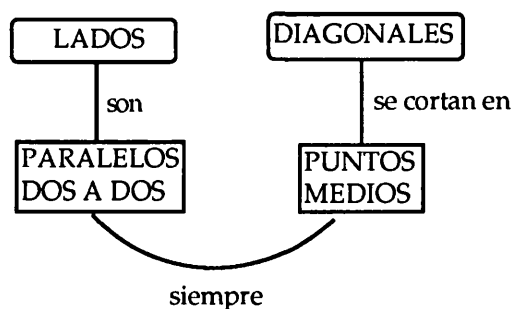 LADOS
DIAGONALES
son
se cortan en
PARALELOS
DOS A DOS
PUNTOS
MEDIOS
siempre